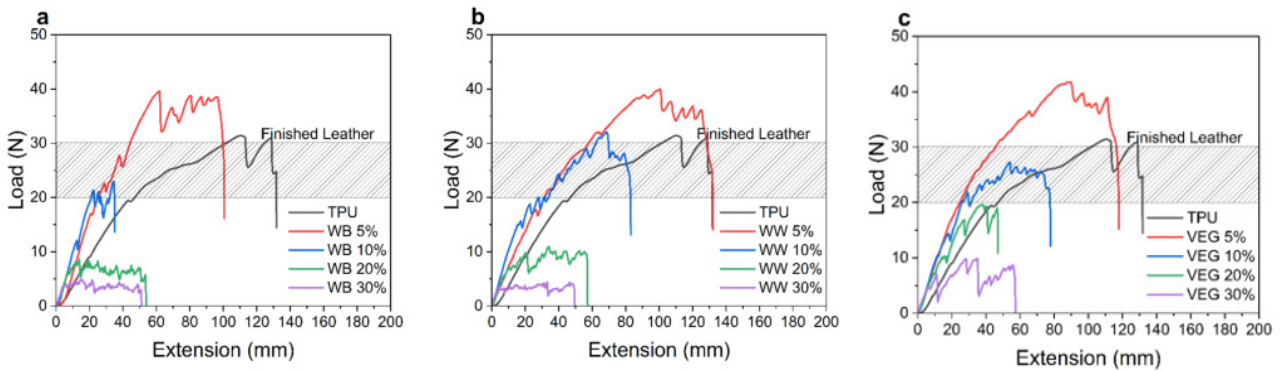 a
50
40
30
20
10
0
Load (N)
Finished Leather
TPU
WB 5%
WB 10%
WB 20%
WB 30%
0 20 40 60 80 100 120 140 160 180 200
Extension (mm)
b
50
40
30
20
10
0
Load (N)
Finished Leather
TPU
WW 5%
WW 10%
WW 20%
WW 30%
0 20 40 60 80 100 120 140 160 180 200
Extension (mm)
c
50
40
30
20
10
0
Load (N)
Finished Leather
TPU
VEG 5%
VEG 10%
VEG 20%
VEG 30%
0 20 40 60 80 100 120 140 160 180 200
Extension (mm)